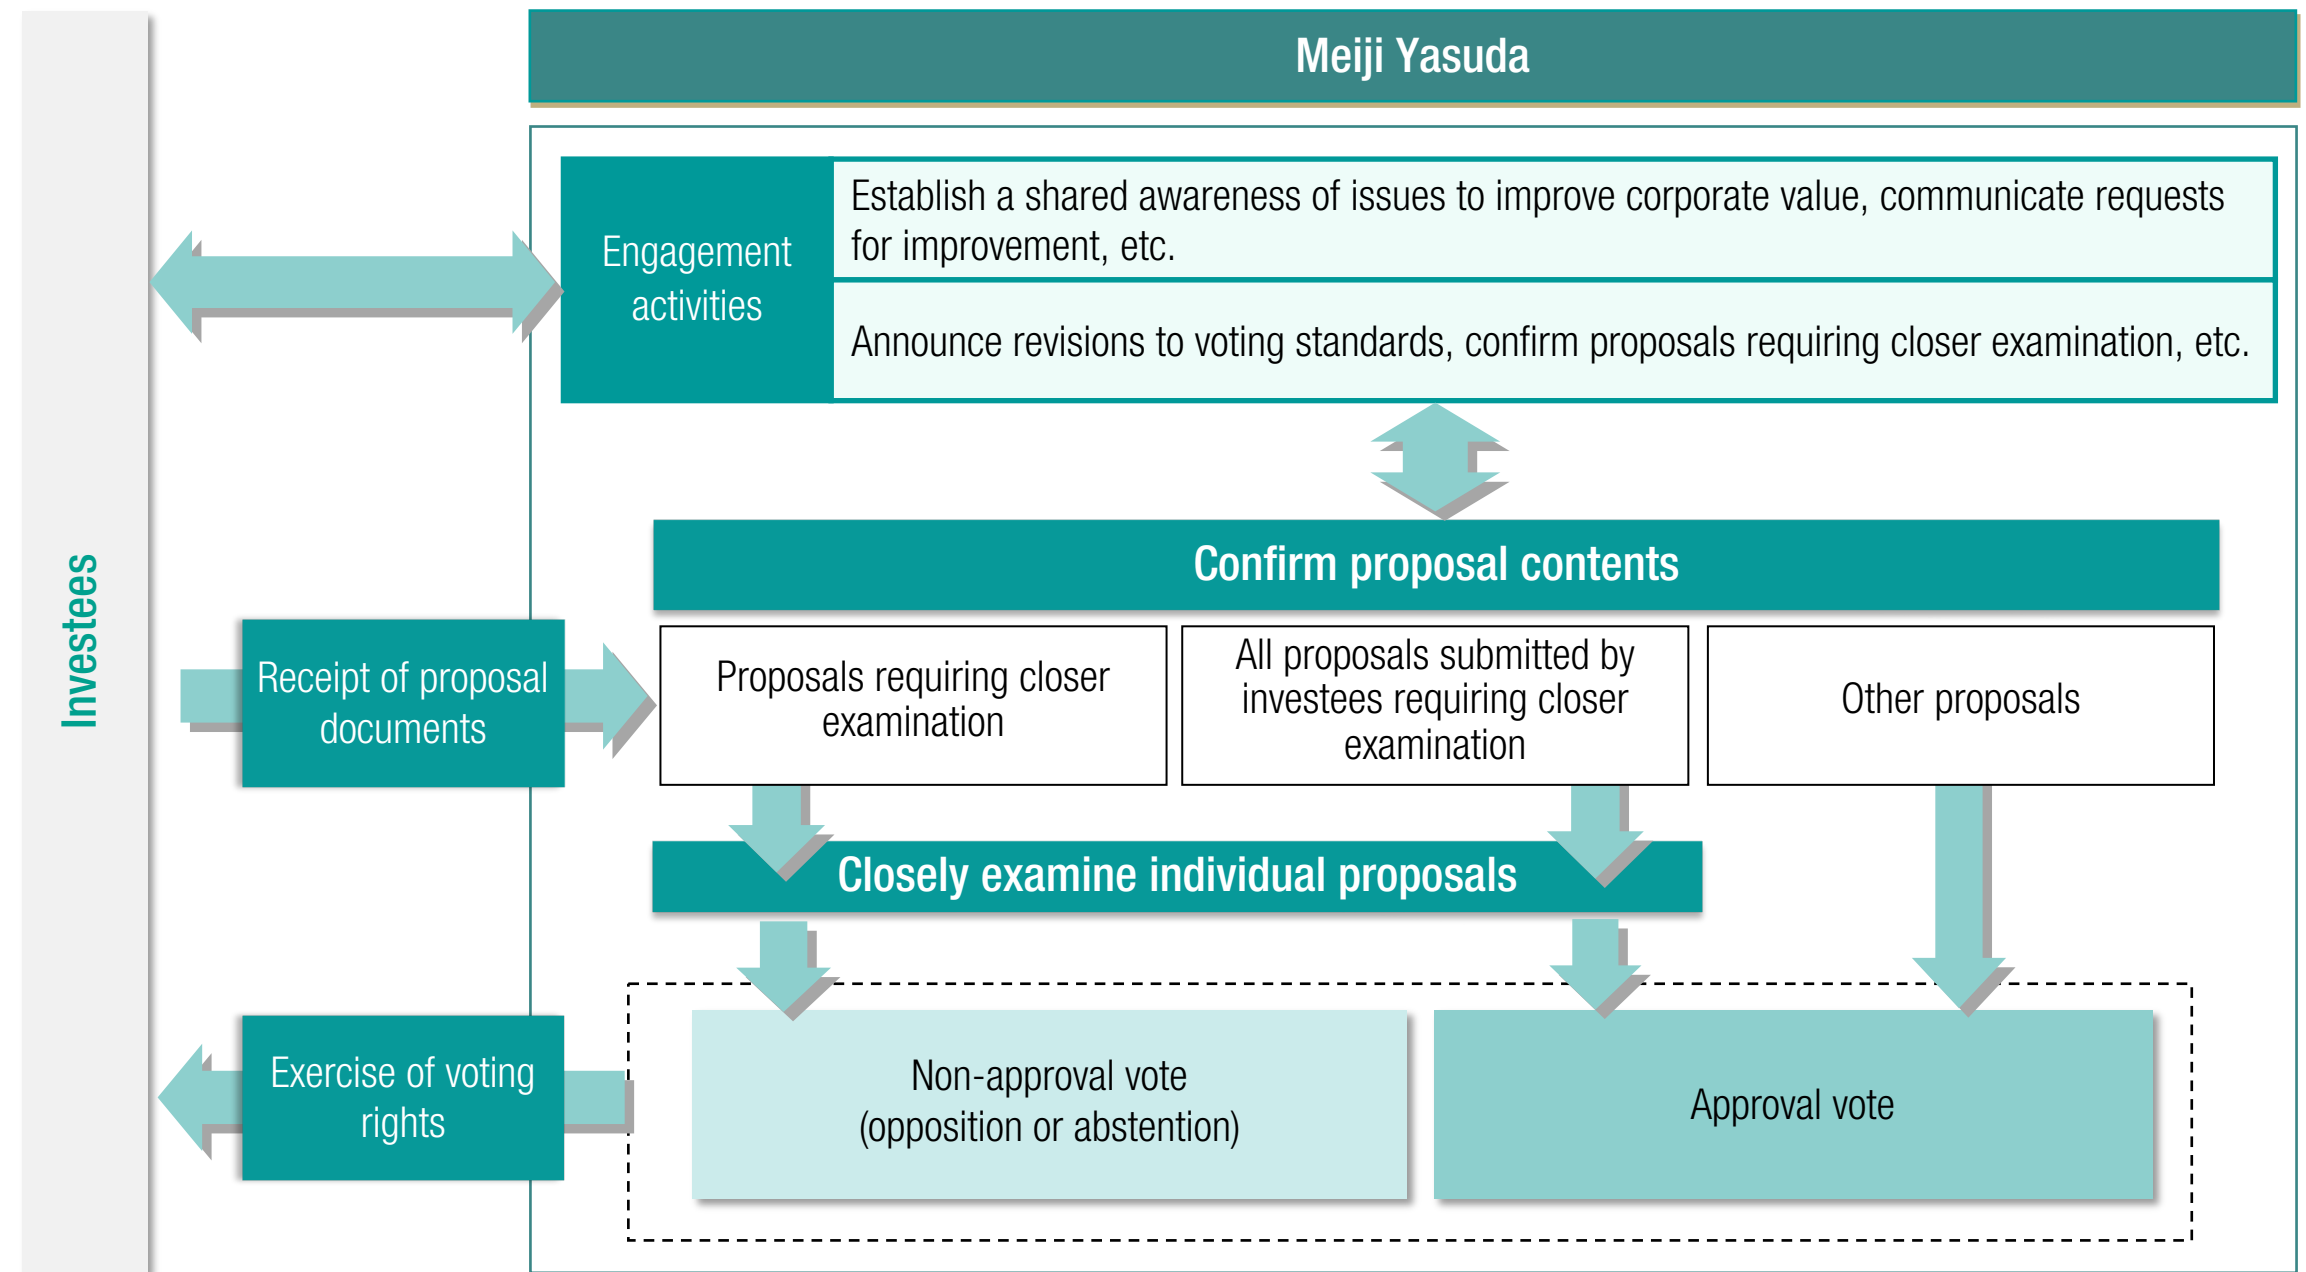 Meiji Yasuda
Investees
Engagement
activities
Establish a shared awareness of issues to improve corporate value, communicate requests
for improvement, etc.
Announce revisions to voting standards, confirm proposals requiring closer examination, etc.
Confirm proposal contents
Receipt of proposal
documents
Proposals requiring closer
examination
All proposals submitted by
investees requiring closer
examination
Other proposals
Closely examine individual proposals
Exercise of voting
rights
Non-approval vote
(opposition or abstention)
Approval vote